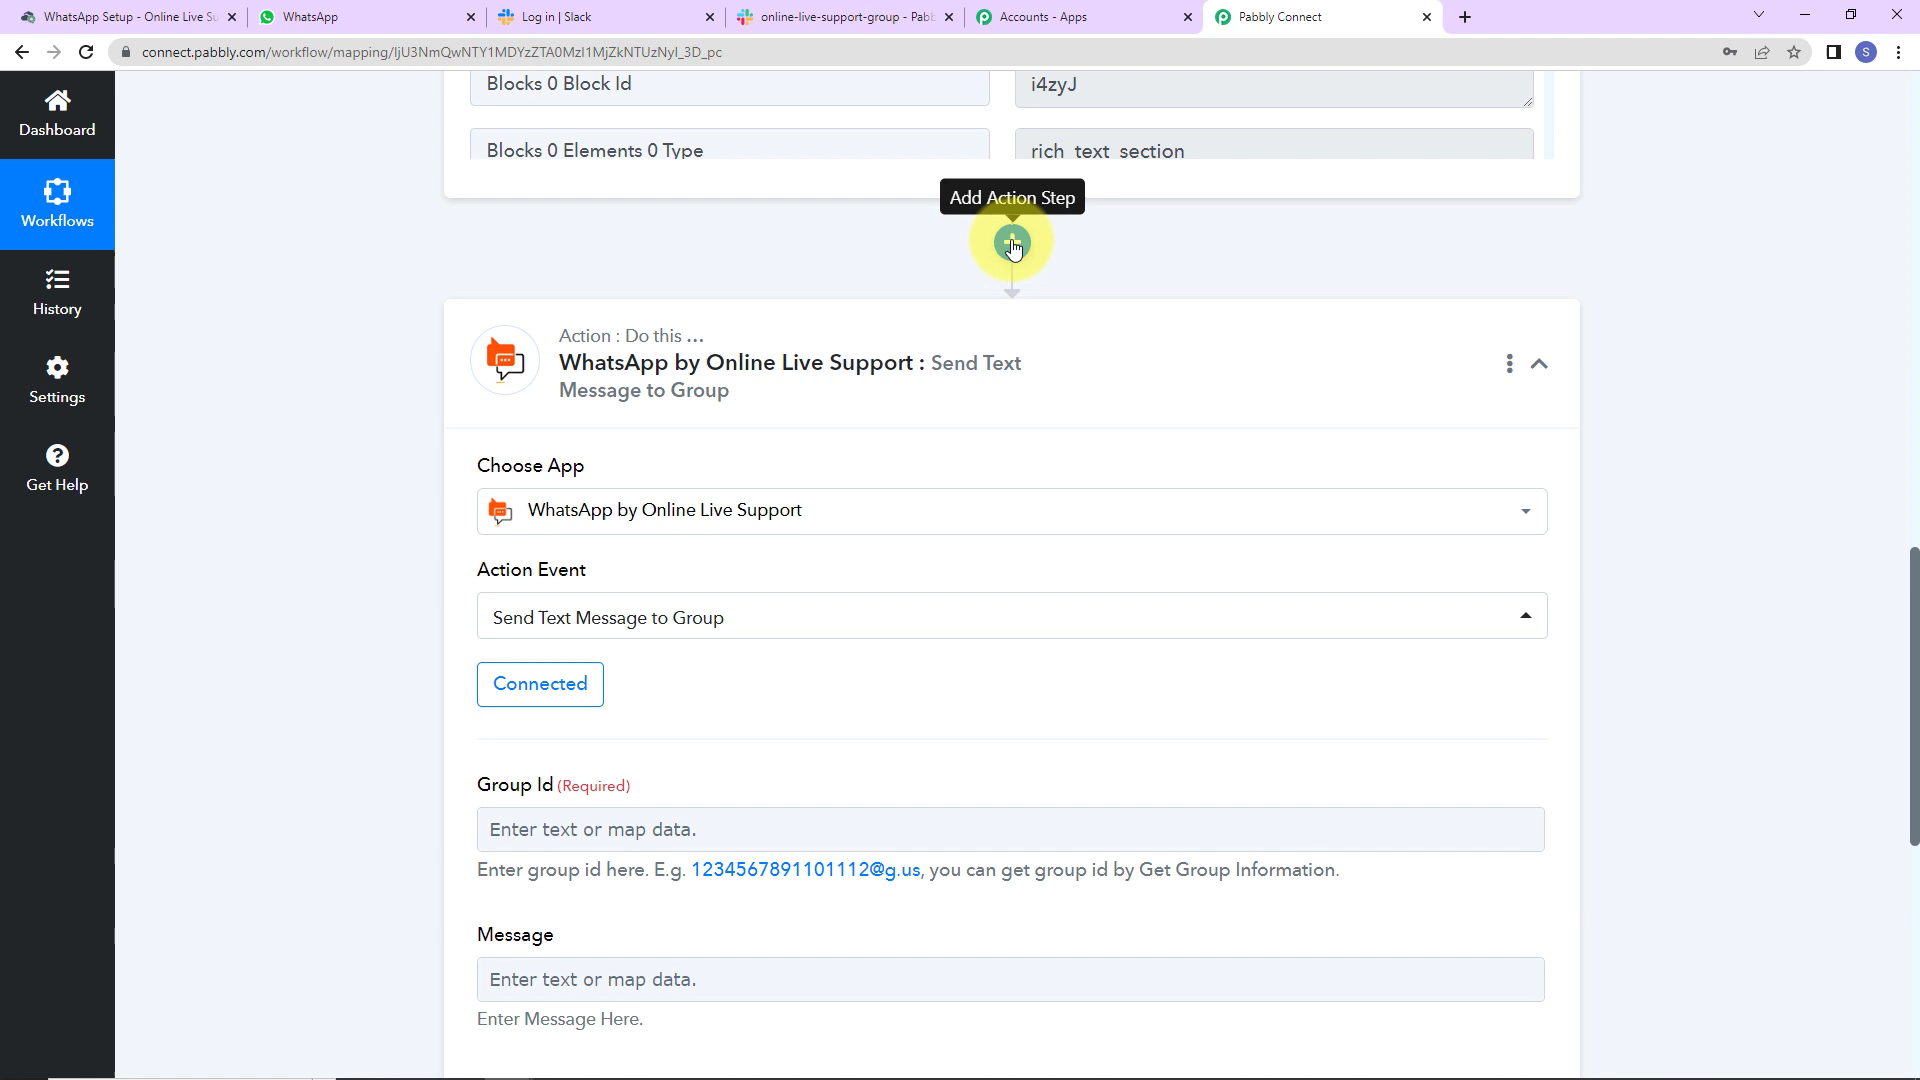 WhatsApp Setup - Online Live Su
WhatsApp
Log in | Slack
online-live-support-group - Pabb
Accounts - Apps
Pabbly Connect
connect.pabbly.com/workflow/mapping/IjU3NmQwNTY1MDYzZTA0MzI1MjZkNTUzNyI_3D_pc
S
Dashboard
Workflows
History
Settings
Get Help
Blocks 0 Block Id
i4zyJ
Blocks 0 Elements 0 Type
rich_text_section
Add Action Step
Action : Do this ...
WhatsApp by Online Live Support : Send Text
Message to Group
Choose App
WhatsApp by Online Live Support
Action Event
Send Text Message to Group
Connected
Group Id (Required)
Enter text or map data.
Enter group id here. E.g. 1234567891101112@g.us, you can get group id by Get Group Information.
Message
Enter text or map data.
Enter Message Here.